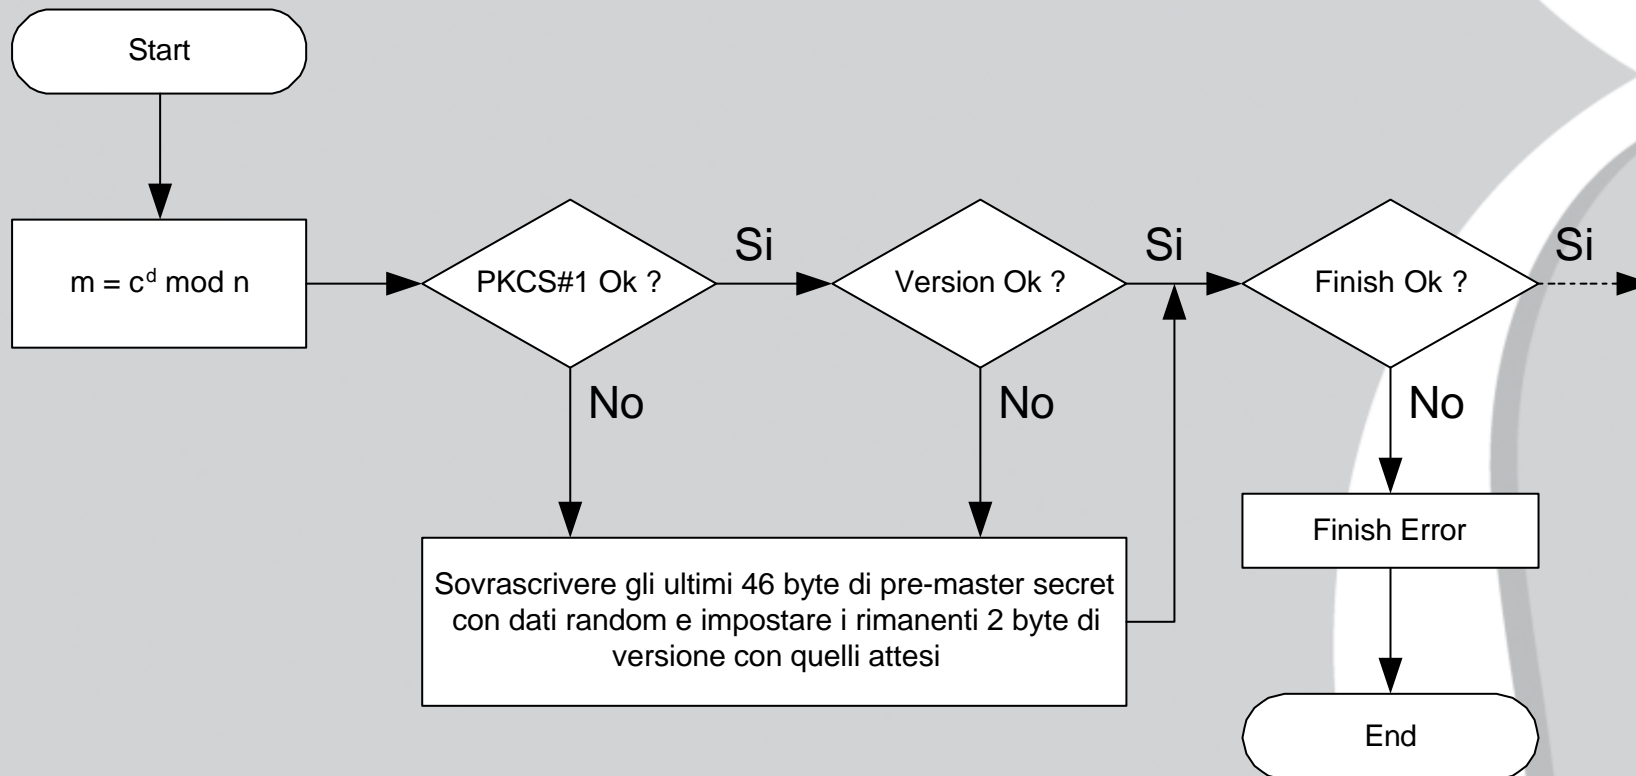 Start
m = c^d mod n
PKCS#1 Ok ?
Si
Version Ok ?
Si
Finish Ok ?
Si
No
No
No
Sovrascrivere gli ultimi 46 byte di pre-master secret
con dati random e impostare i rimanenti 2 byte di
versione con quelli attesi
Finish Error
End